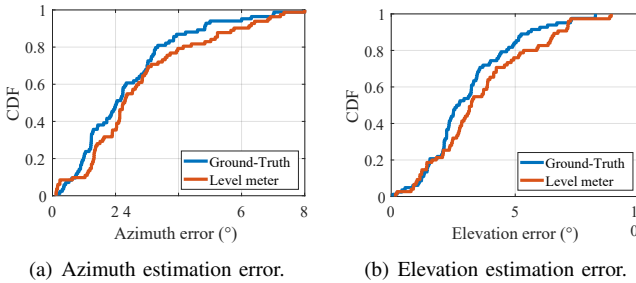 1
0.8
0.6
0.4
0.2
0
CDF
Ground-Truth
Level meter
0 2 4 6 8
Azimuth error (°)
(a) Azimuth estimation error.
1
0.8
0.6
0.4
0.2
0
CDF
Ground-Truth
Level meter
0 5 1
0
Elevation error (°)
(b) Elevation estimation error.